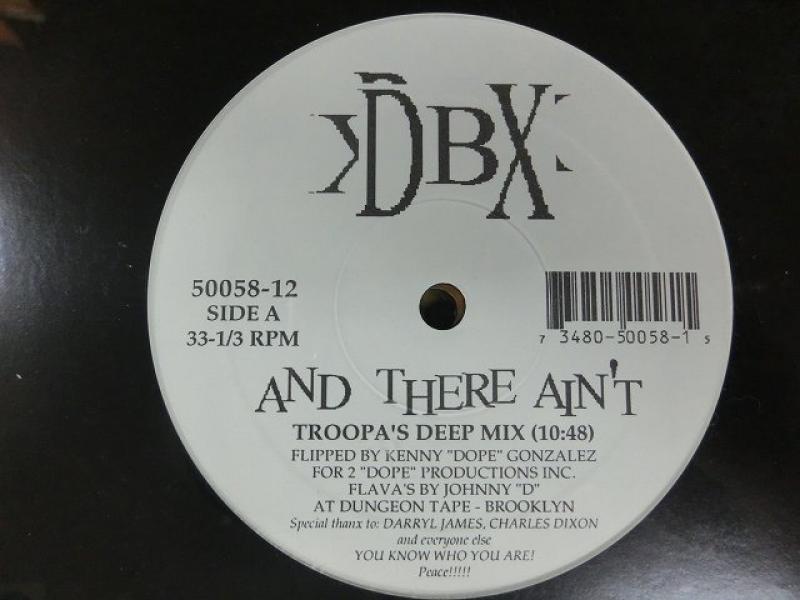 DBX
50058-12
SIDE A
33-1/3 RPM
7 3480-50058-1 5
AND THERE AIN'T
TROOPA'S DEEP MIX (10:48)
FLIPPED BY KENNY "DOPE" GONZALEZ
FOR 2 "DOPE" PRODUCTIONS INC.
FLAVA'S BY JOHNNY "D"
AT DUNGEON TAPE - BROOKLYN
Special thanx to: DARRYL JAMES, CHARLES DIXON
and everyone else
YOU KNOW WHO YOU ARE!
Peace!!!!!